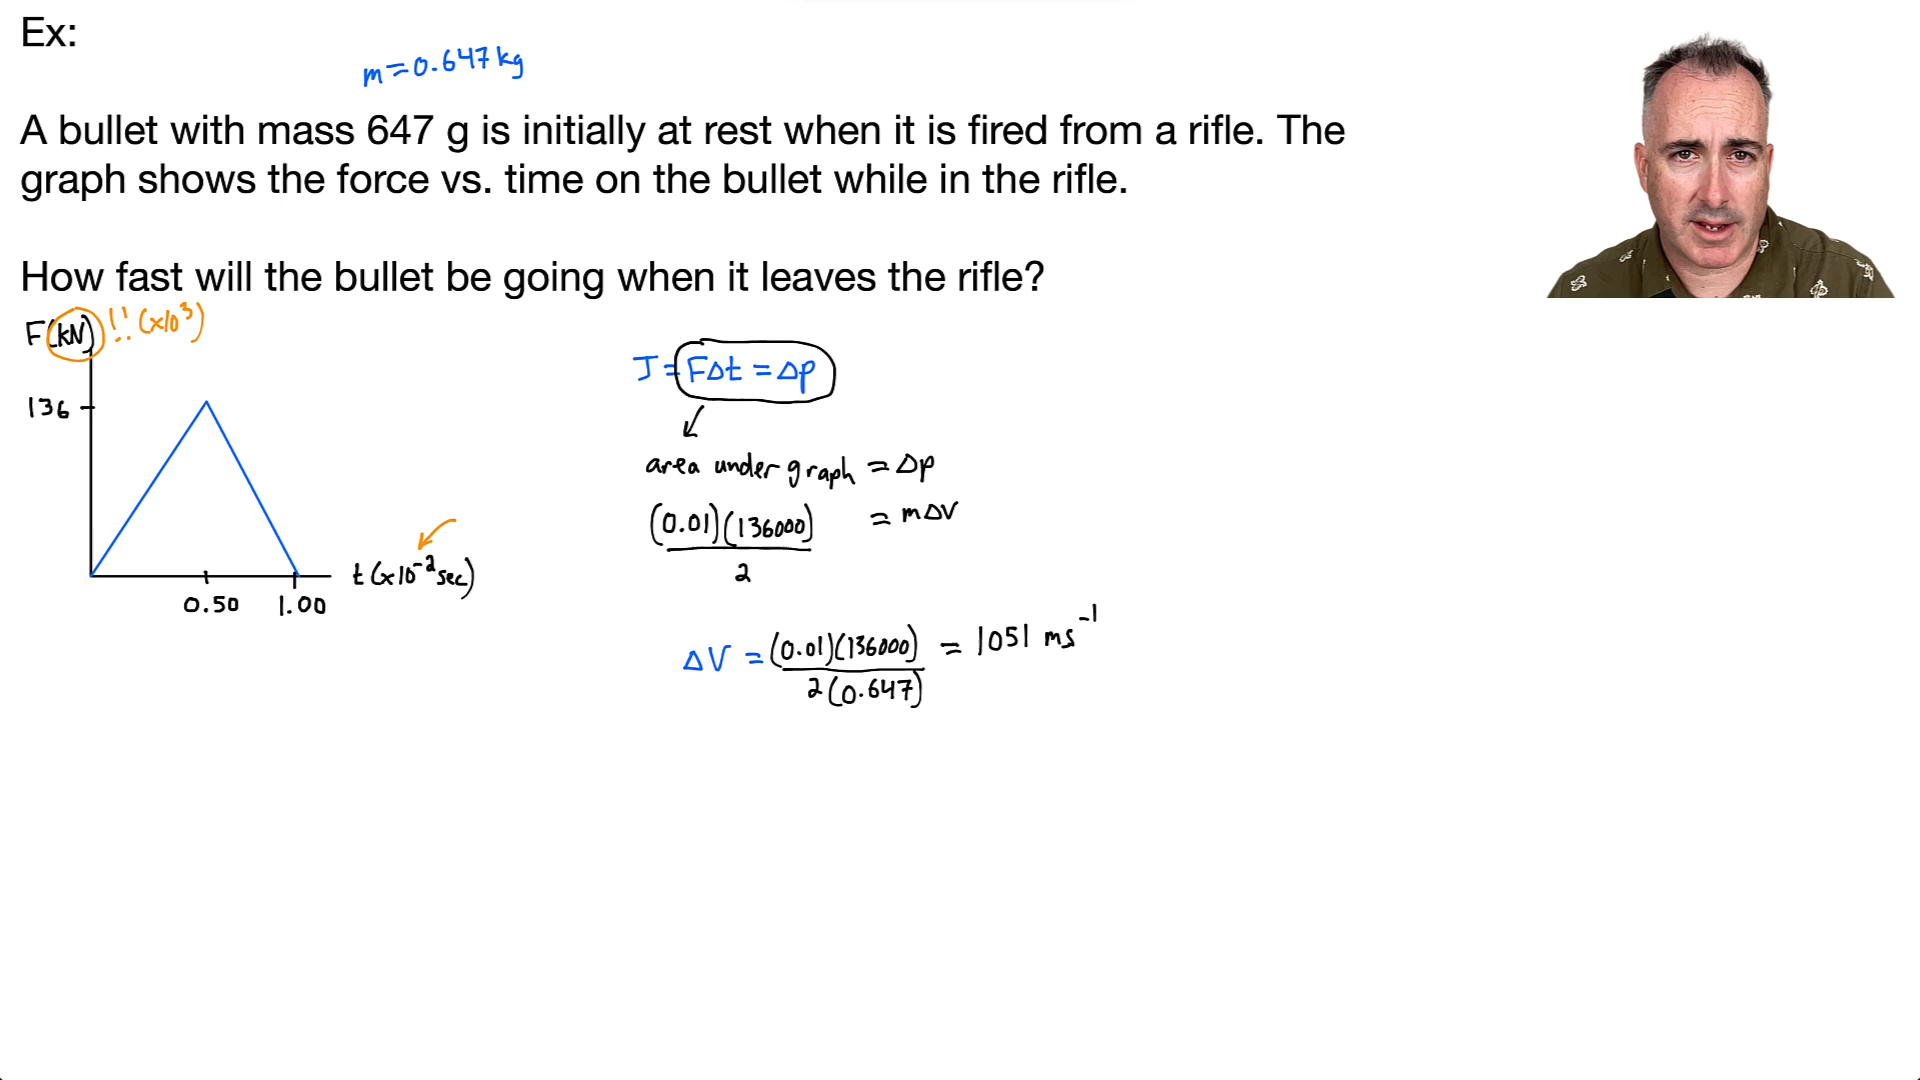 Ex:
m=0.647 kg
A bullet with mass 647 g is initially at rest when it is fired from a rifle. The
graph shows the force vs. time on the bullet while in the rifle.
How fast will the bullet be going when it leaves the rifle?
F(kN) !! (x10³)
136
0.50 1.00
t(x10⁻² sec)
J = FΔt = Δp
area under graph = Δp
(0.01)(136000) = mΔV
2
ΔV = (0.01)(136000) = 1051 ms⁻¹
2(0.647)